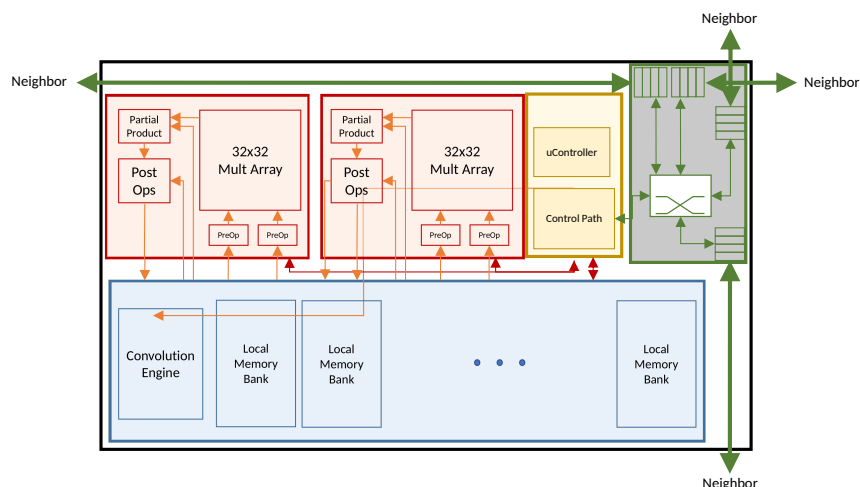 Neighbor
Neighbor
Neighbor
Partial
Product
32x32
Mult Array
Post
Ops
PreOp
PreOp
Partial
Product
32x32
Mult Array
Post
Ops
PreOp
PreOp
uController
Control Path
Convolution
Engine
Local
Memory
Bank
Local
Memory
Bank
Local
Memory
Bank
Neighbor